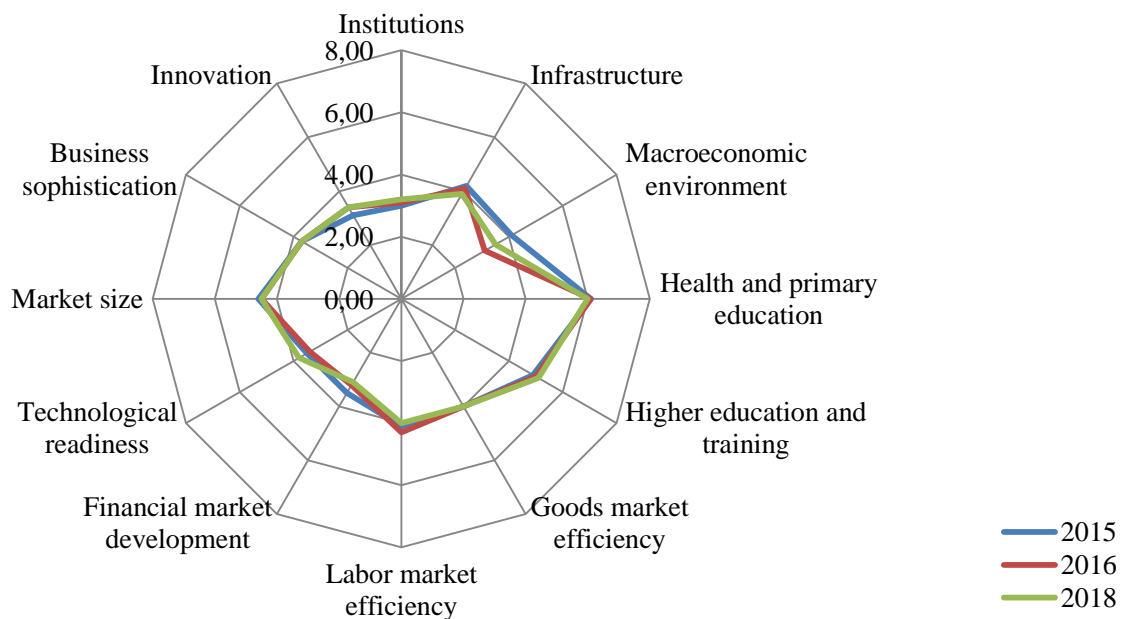 Institutions
8,00
6,00
4,00
2,00
0,00
Infrastructure
Macroeconomic
environment
Health and primary
education
Higher education and
training
Goods market
efficiency
Labor market
efficiency
Financial market
development
Technological
readiness
Market size
Business
sophistication
Innovation
2015
2016
2018